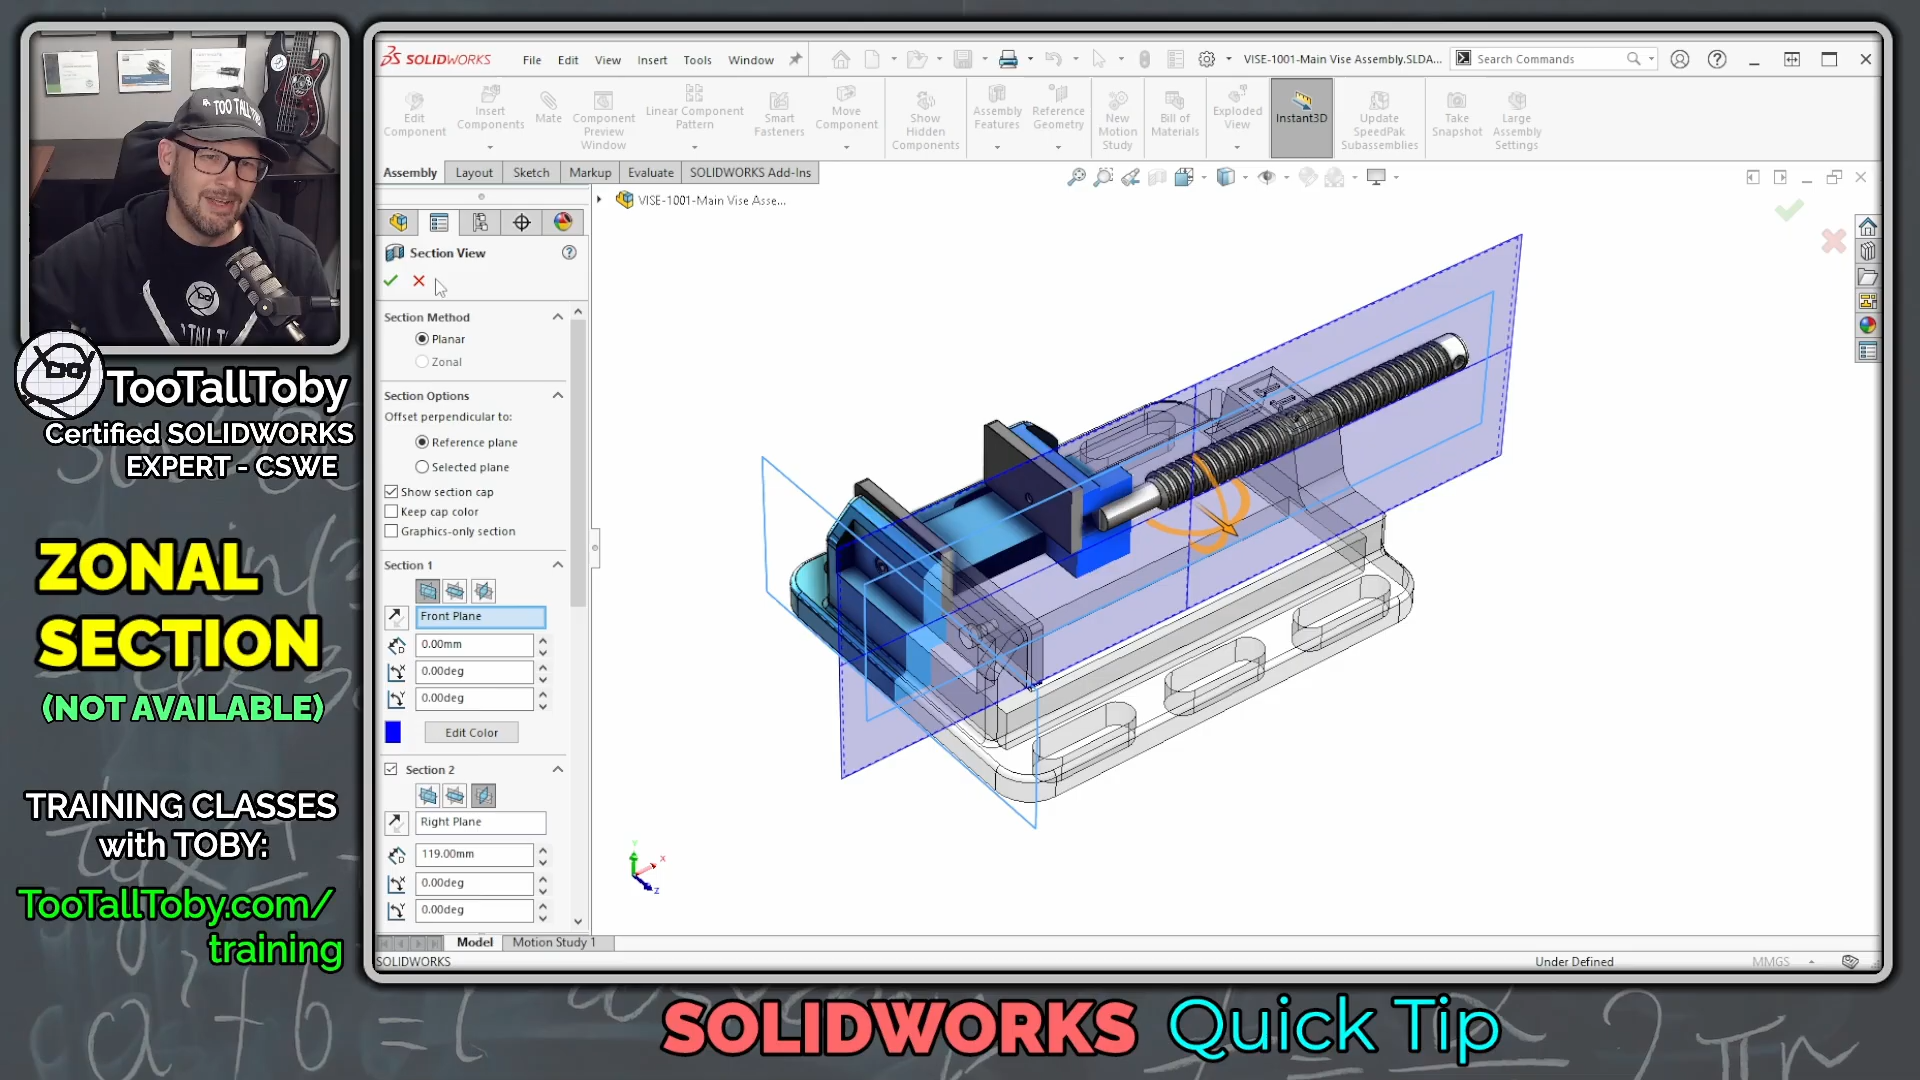 SOLIDWORKS
File Edit View Insert Tools Window
VISE-1001-Main Vise Assembly.SLDA...
Search Commands
Edit Component
Insert Components
Mate
Component Preview Window
Linear Component Pattern
Smart Fasteners
Move Component
Show Hidden Components
Assembly Features
Reference Geometry
New Motion Study
Bill of Materials
Exploded View
Instant3D
Update SpeedPak Subassemblies
Take Snapshot
Large Assembly Settings
Assembly Layout Sketch Markup Evaluate SOLIDWORKS Add-Ins
VISE-1001-Main Vise Asse...
Section View
Section Method
Planar
Zonal
Section Options
Offset perpendicular to:
Reference plane
Selected plane
Show section cap
Keep cap color
Graphics-only section
Section 1
Front Plane
0.00mm
0.00deg
0.00deg
Edit Color
Section 2
Right Plane
119.00mm
0.00deg
0.00deg
Y
X
Z
Model Motion Study 1
SOLIDWORKS
Under Defined
MMGS
TOO TALL
TooTallToby
Certified SOLIDWORKS
EXPERT - CSWE
ZONAL
SECTION
(NOT AVAILABLE)
TRAINING CLASSES
with TOBY:
TooTallToby.com/
training
SOLIDWORKS Quick Tip